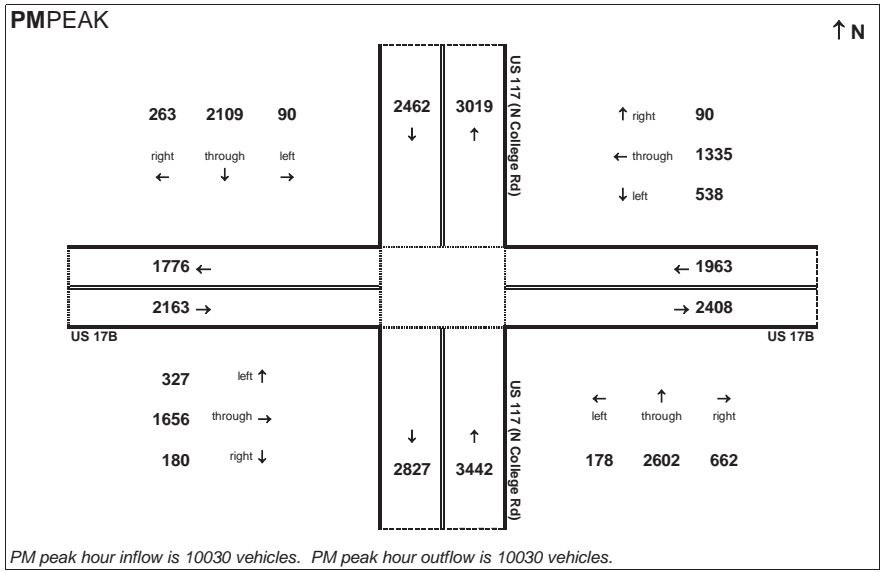 PMPEAK
↑ N
263 2109 90
right through left
← ↓ →
2462 3019
↓ ↑
US 117 (N College Rd)
↑ right 90
← through 1335
↓ left 538
1776 ←
← 1963
2163 →
→ 2408
US 17B
US 17B
327 left ↑
1656 through →
180 right ↓
↓ ↑
2827 3442
US 117 (N College Rd)
← ↑ →
left through right
178 2602 662
PM peak hour inflow is 10030 vehicles. PM peak hour outflow is 10030 vehicles.